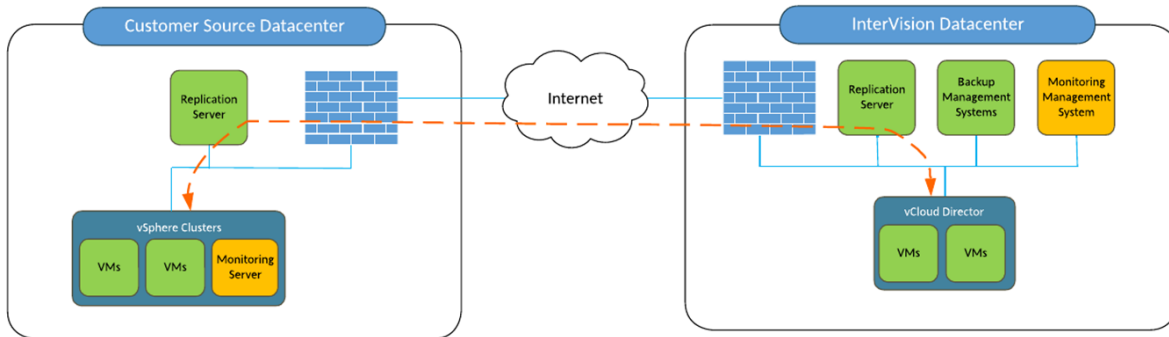 Customer Source Datacenter
InterVision Datacenter
Replication
Server
Internet
Replication
Server
Backup
Management
Systems
Monitoring
Management
System
vSphere Clusters
VMs
VMs
Monitoring
Server
vCloud Director
VMs
VMs